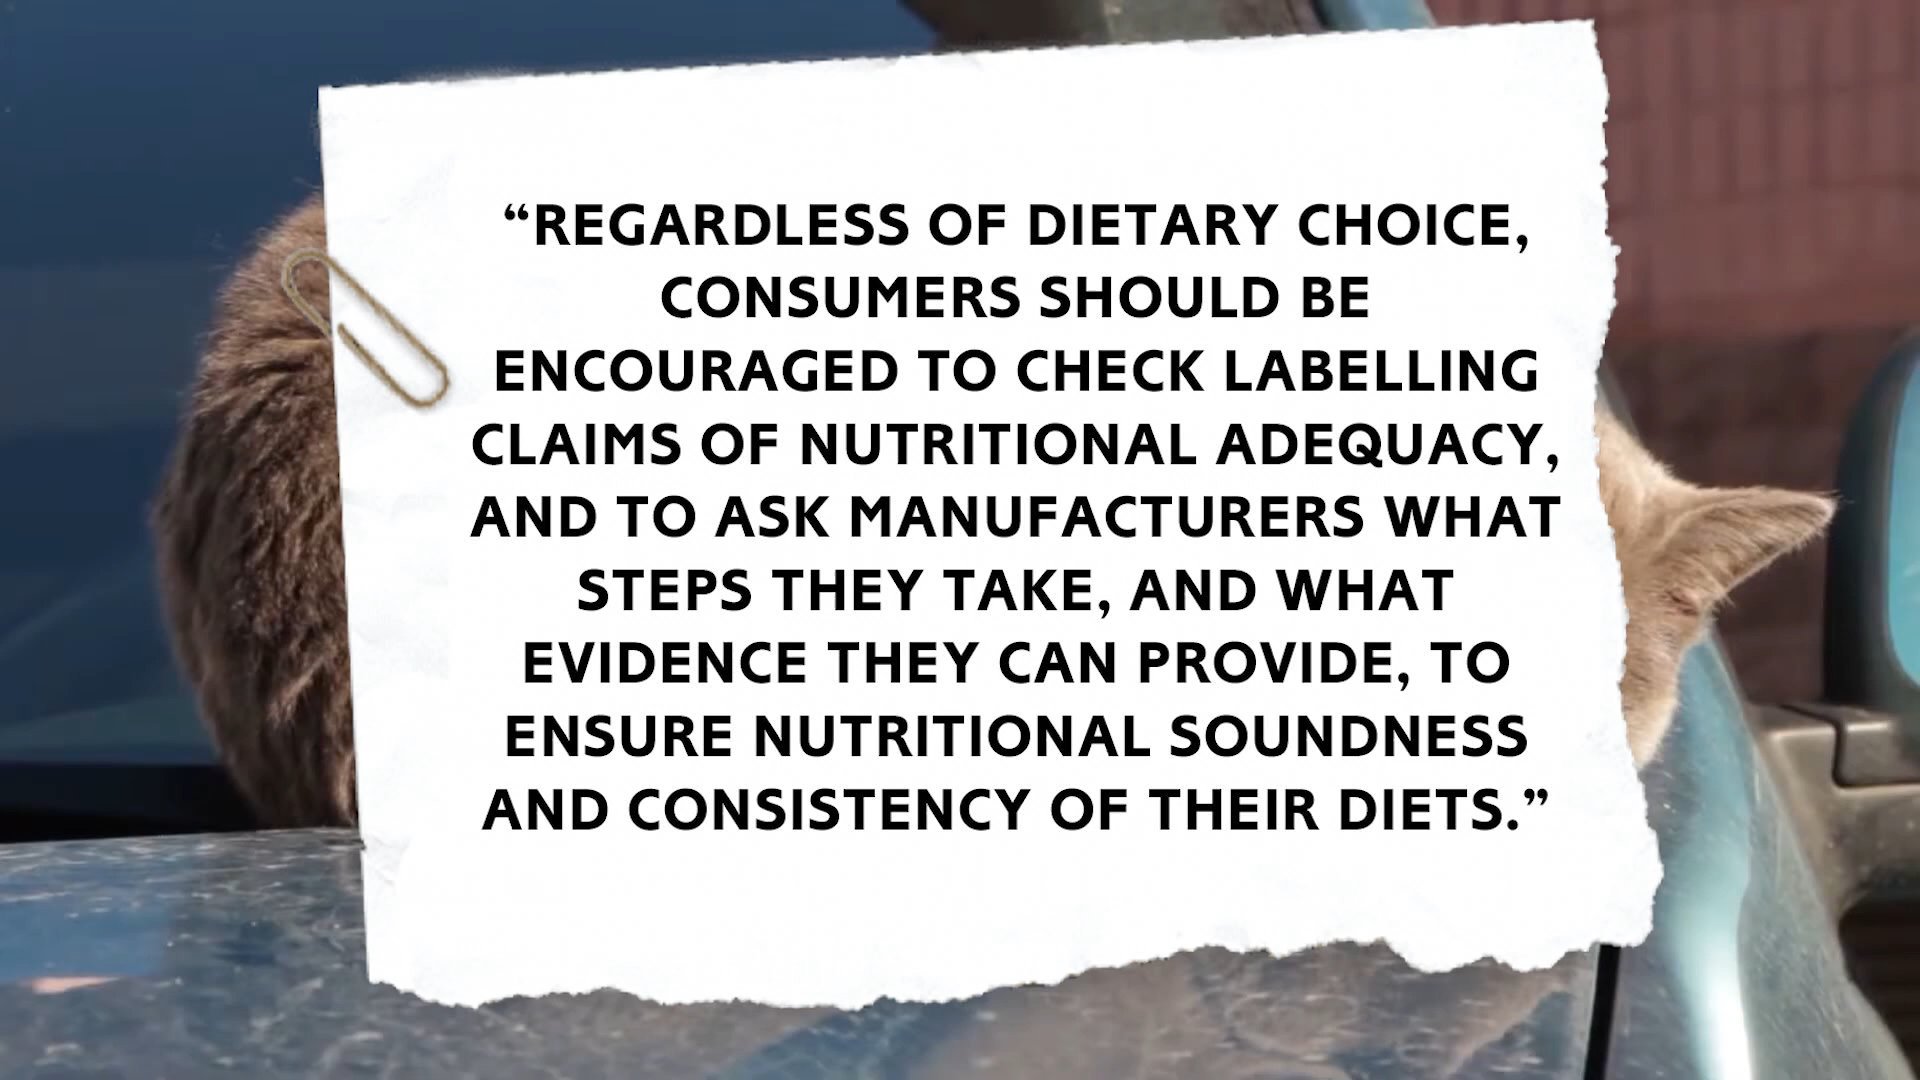 “REGARDLESS OF DIETARY CHOICE,
CONSUMERS SHOULD BE
ENCOURAGED TO CHECK LABELLING
CLAIMS OF NUTRITIONAL ADEQUACY,
AND TO ASK MANUFACTURERS WHAT
STEPS THEY TAKE, AND WHAT
EVIDENCE THEY CAN PROVIDE, TO
ENSURE NUTRITIONAL SOUNDNESS
AND CONSISTENCY OF THEIR DIETS.”